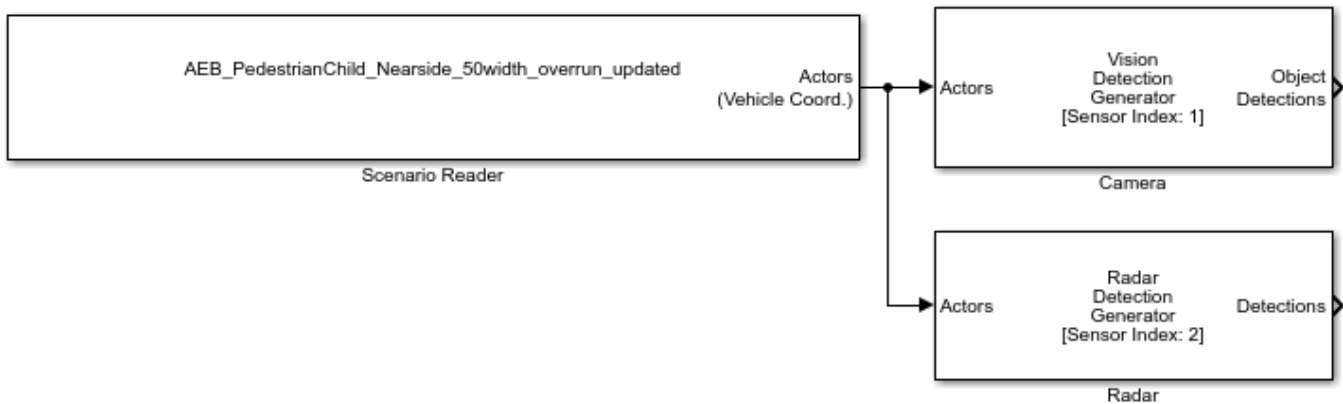 AEB_PedestrianChild_Nearside_50width_overrun_updated
Actors
(Vehicle Coord.)
Scenario Reader
Actors
Vision
Detection
Generator
[Sensor Index: 1]
Object
Detections
Camera
Actors
Radar
Detection
Generator
[Sensor Index: 2]
Detections
Radar